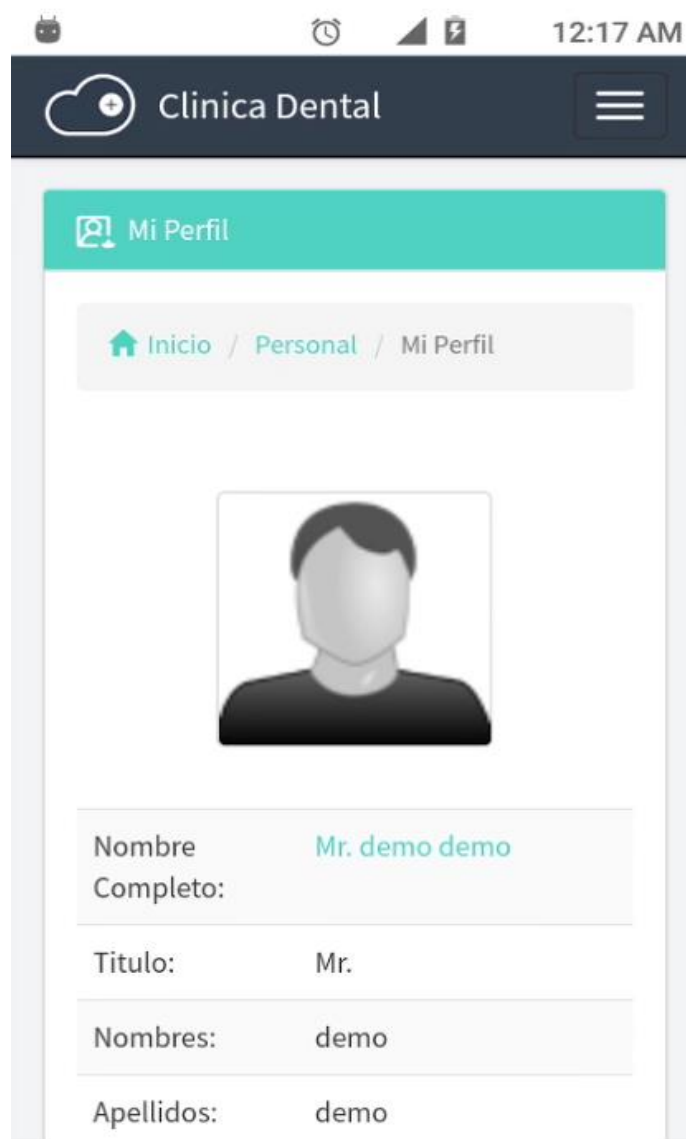 12:17 AM
Clinica Dental
Mi Perfil
Inicio / Personal / Mi Perfil
Nombre Mr. demo demo
Completo:
Titulo: Mr.
Nombres: demo
Apellidos: demo